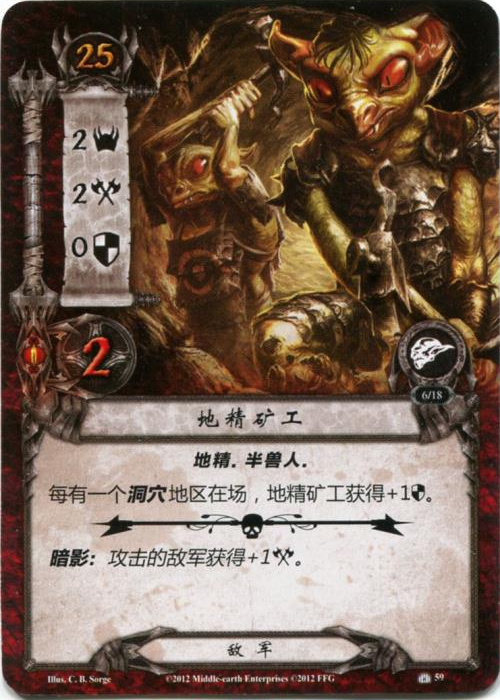 25
2
2
0
2
6/18
地精矿工
地精. 半兽人.
每有一个洞穴地区在场，地精矿工获得+1。
暗影：攻击的敌军获得+1。
敌军
Illus. C. B. Sorge ©2012 Middle-earth Enterprises ©2012 FFG 59